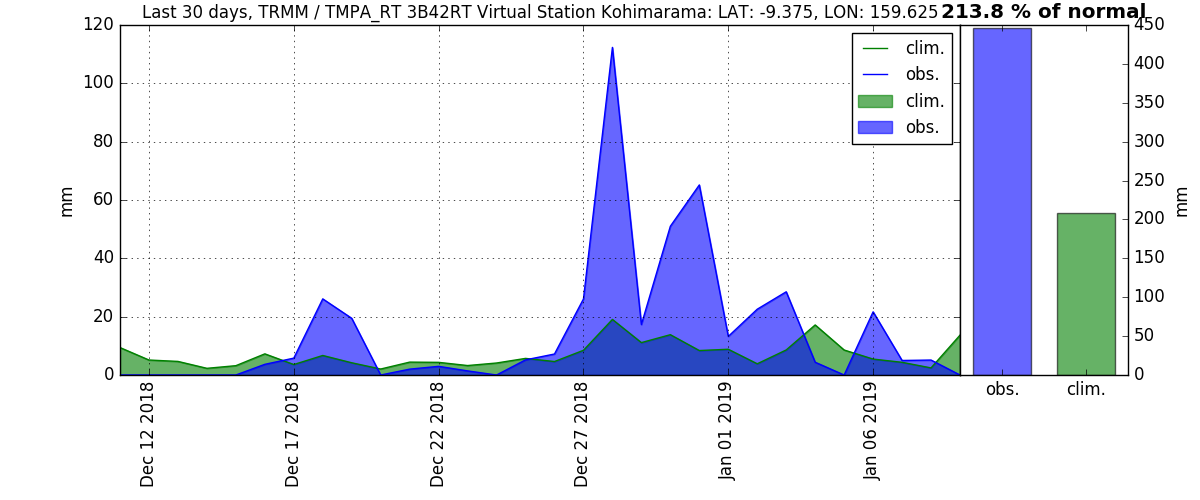 Last 30 days, TRMM / TMPA_RT 3B42RT Virtual Station Kohimarama: LAT: -9.375, LON: 159.625
213.8 % of normal
120
100
80
60
40
20
0
mm
Dec 12 2018
Dec 17 2018
Dec 22 2018
Dec 27 2018
Jan 01 2019
Jan 06 2019
clim.
obs.
clim.
obs.
450
400
350
300
250
200
150
100
50
0
mm
obs.
clim.